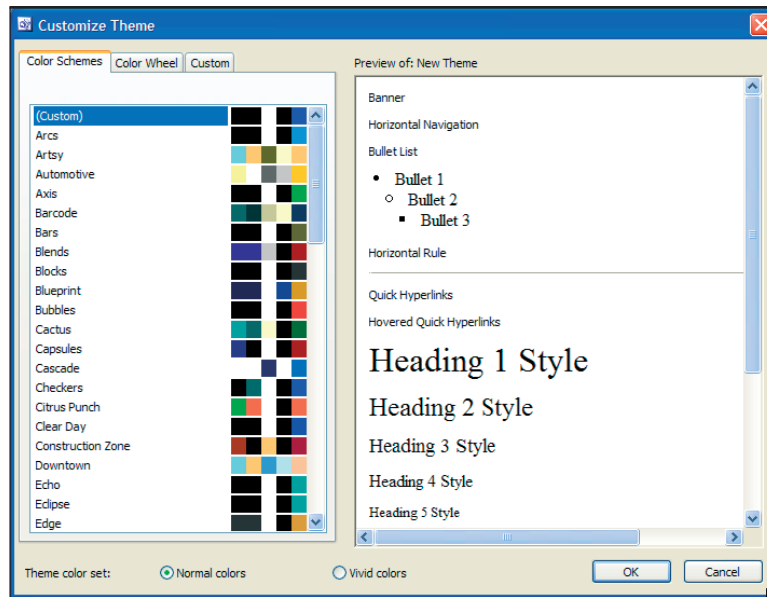 Customize Theme
Color Schemes
Color Wheel
Custom
(Custom)
Arcs
Artsy
Automotive
Axis
Barcode
Bars
Blends
Blocks
Blueprint
Bubbles
Cactus
Capsules
Cascade
Checkers
Citrus Punch
Clear Day
Construction Zone
Downtown
Echo
Eclipse
Edge
Preview of: New Theme
Banner
Horizontal Navigation
Bullet List
Bullet 1
Bullet 2
Bullet 3
Horizontal Rule
Quick Hyperlinks
Hovered Quick Hyperlinks
Heading 1 Style
Heading 2 Style
Heading 3 Style
Heading 4 Style
Heading 5 Style
Theme color set:
Normal colors
Vivid colors
OK
Cancel